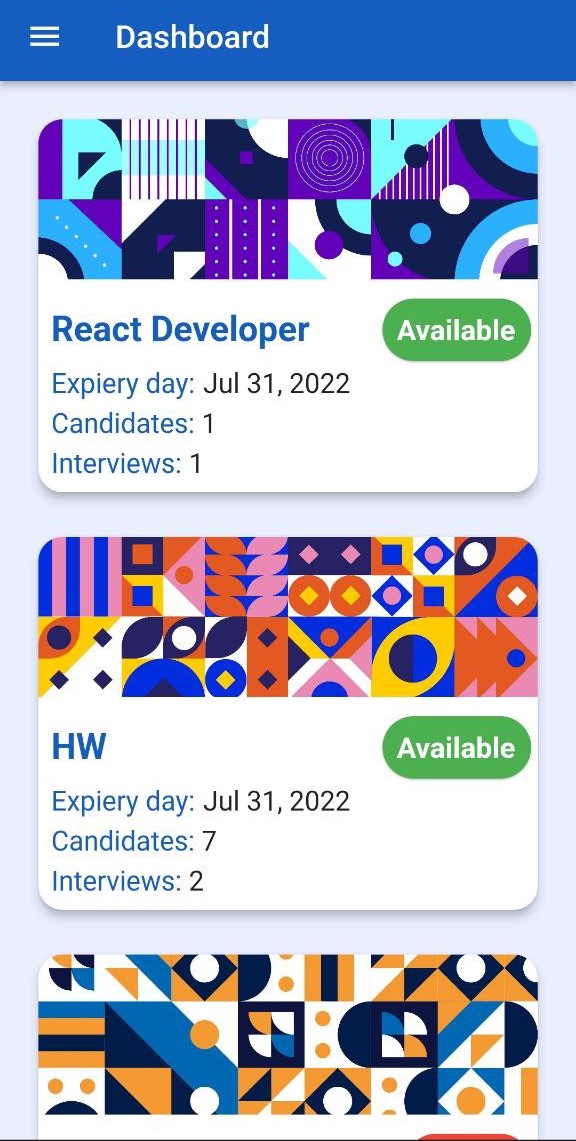 Dashboard
React Developer
Available
Expiery day: Jul 31, 2022
Candidates: 1
Interviews: 1
HW
Available
Expiery day: Jul 31, 2022
Candidates: 7
Interviews: 2